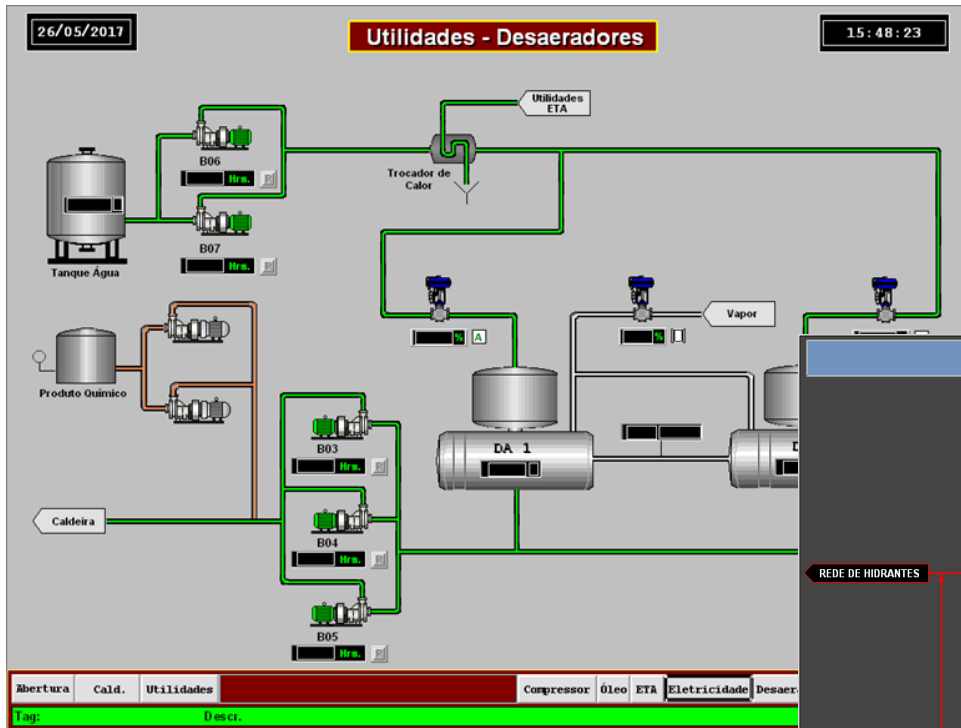 26/05/2017
Utilidades - Desaeradores
15:48:23
Utilidades
ETA
B06
Hrs.
R
Trocador de
Calor
B07
Hrs.
R
Tanque Água
Vapor
%
A
%
Produto Químico
B03
Hrs.
R
DA 1
Caldeira
B04
Hrs.
R
REDE DE HIDRANTES
B05
Hrs.
R
Abertura
Cald.
Utilidades
Compressor
Óleo
ETA
Eletricidade
Desaera
Tag:
Descr.